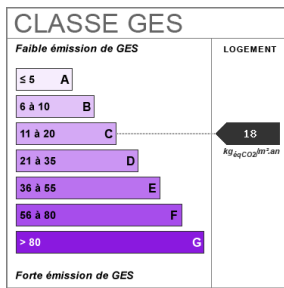 CLASSE GES
Faible émission de GES
LOGEMENT
≤ 5 A
6 à 10 B
11 à 20 C
18
kgéqCO2/m².an
21 à 35 D
36 à 55 E
56 à 80 F
> 80 G
Forte émission de GES